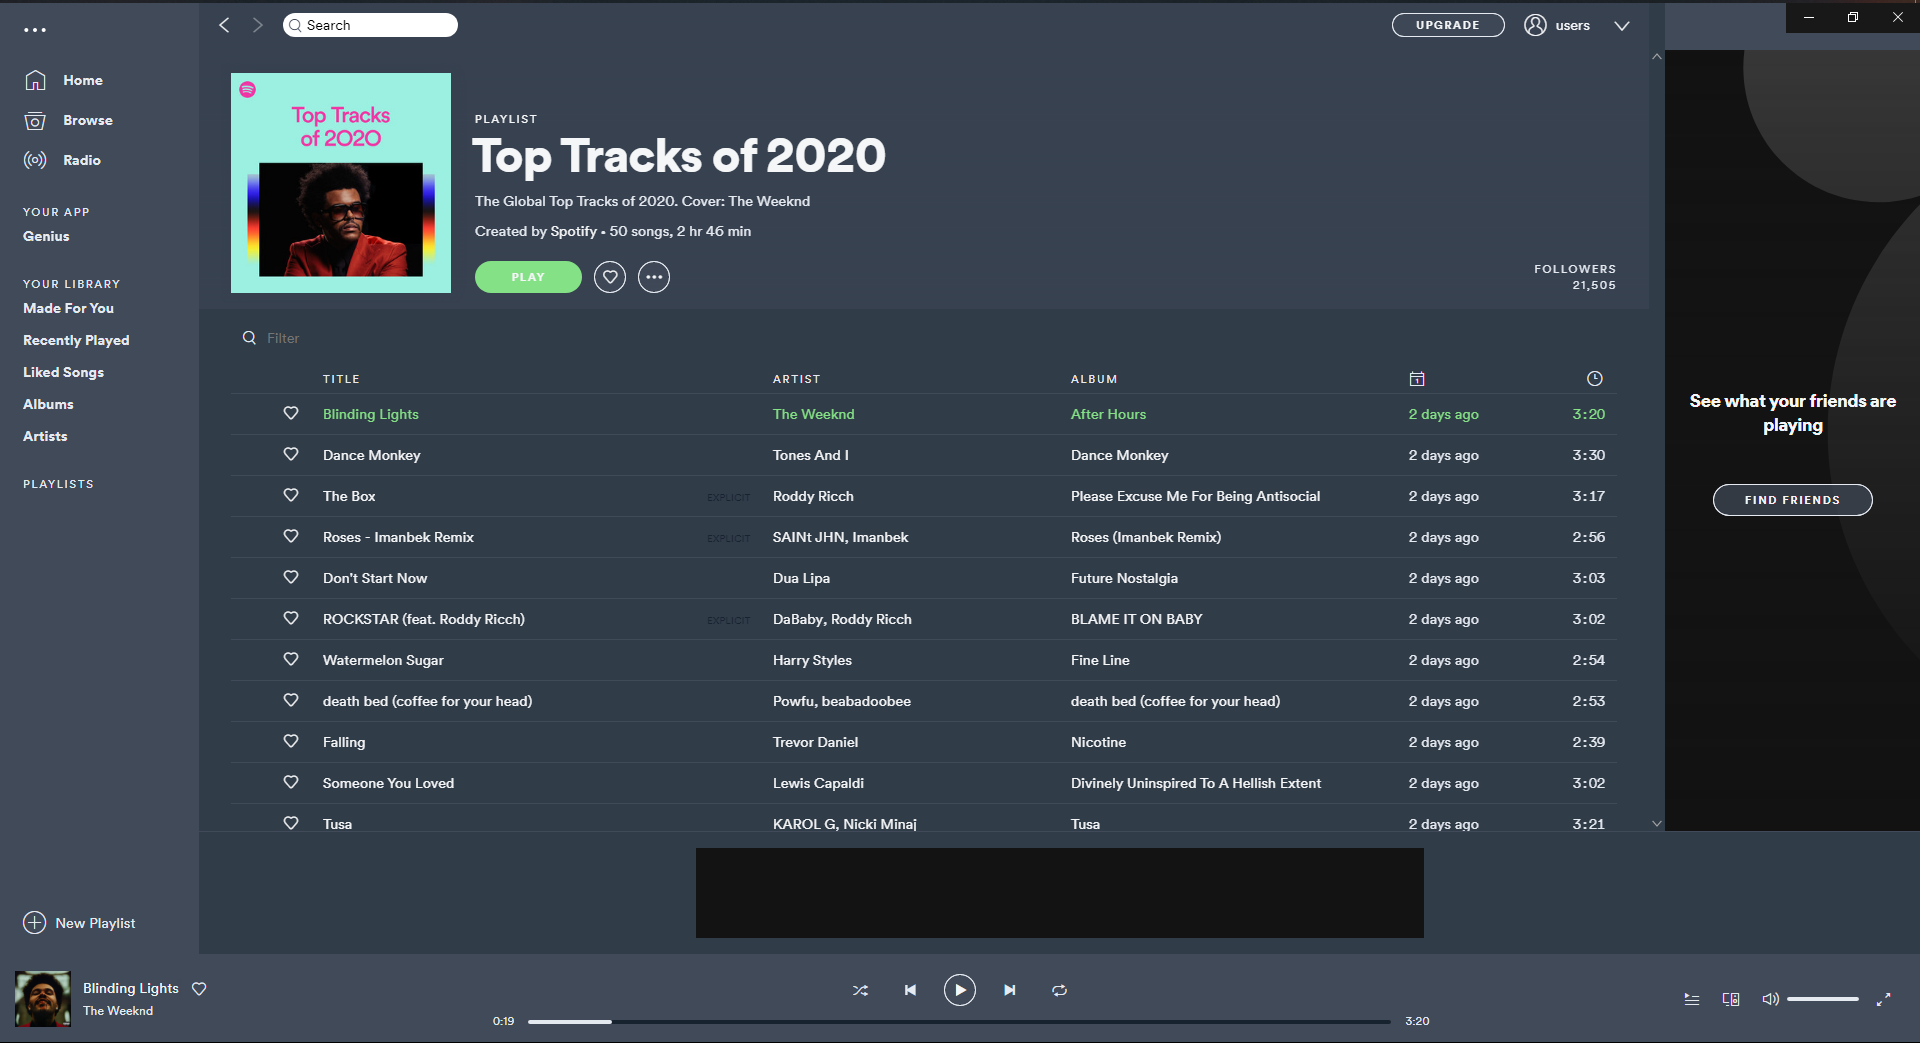 Search
UPGRADE
users
Home
Browse
Radio
YOUR APP
Genius
YOUR LIBRARY
Made For You
Recently Played
Liked Songs
Albums
Artists
PLAYLISTS
New Playlist
Top Tracks
of 2020
PLAYLIST
Top Tracks of 2020
The Global Top Tracks of 2020. Cover: The Weeknd
Created by Spotify • 50 songs, 2 hr 46 min
PLAY
FOLLOWERS
21,505
Filter
TITLE ARTIST ALBUM
Blinding Lights The Weeknd After Hours 2 days ago 3:20
Dance Monkey Tones And I Dance Monkey 2 days ago 3:30
The Box EXPLICIT Roddy Ricch Please Excuse Me For Being Antisocial 2 days ago 3:17
Roses - Imanbek Remix EXPLICIT SAINt JHN, Imanbek Roses (Imanbek Remix) 2 days ago 2:56
Don't Start Now Dua Lipa Future Nostalgia 2 days ago 3:03
ROCKSTAR (feat. Roddy Ricch) EXPLICIT DaBaby, Roddy Ricch BLAME IT ON BABY 2 days ago 3:02
Watermelon Sugar Harry Styles Fine Line 2 days ago 2:54
death bed (coffee for your head) Powfu, beabadoobee death bed (coffee for your head) 2 days ago 2:53
Falling Trevor Daniel Nicotine 2 days ago 2:39
Someone You Loved Lewis Capaldi Divinely Uninspired To A Hellish Extent 2 days ago 3:02
Tusa KAROL G, Nicki Minaj Tusa 2 days ago 3:21
See what your friends are
playing
FIND FRIENDS
Blinding Lights
The Weeknd
0:19
3:20